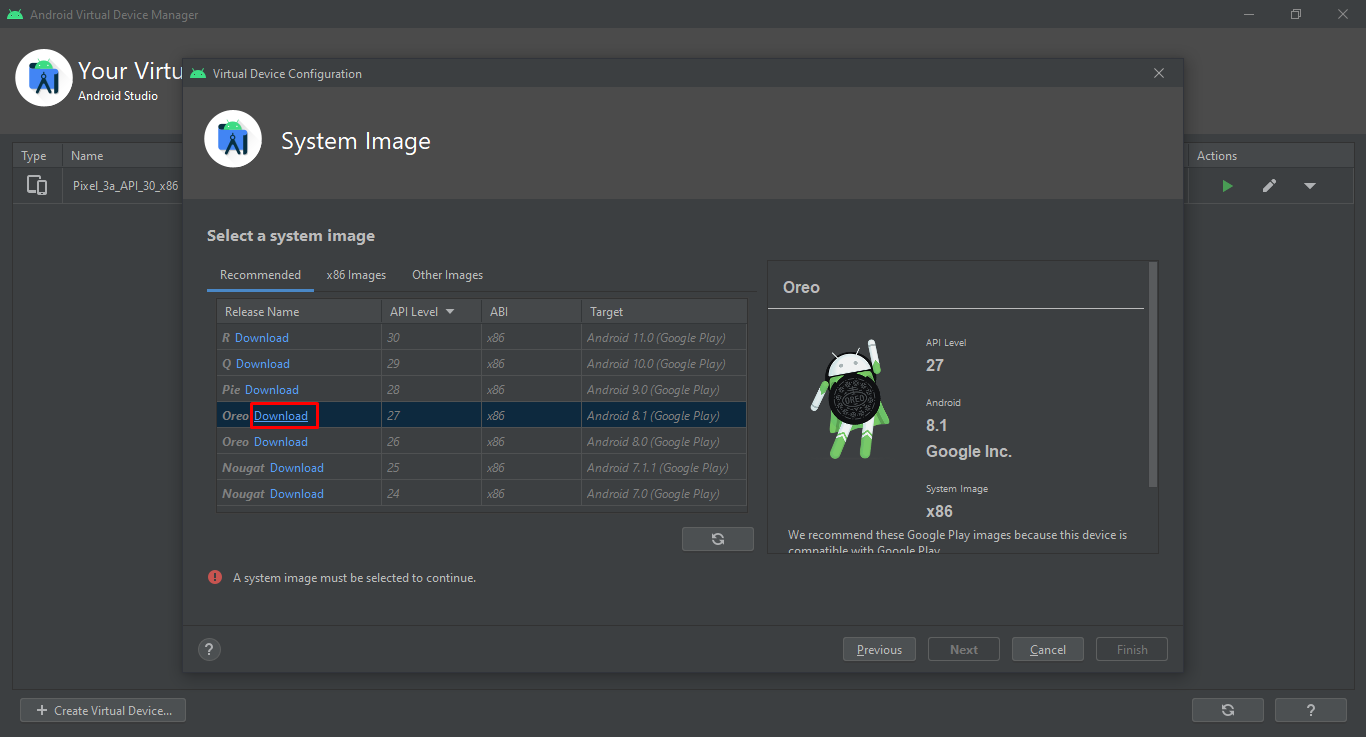 Android Virtual Device Manager
Your Virtu
Android Studio
Type Name Actions
Pixel_3a_API_30_x86
Virtual Device Configuration
System Image
Select a system image
Recommended x86 Images Other Images
Release Name API Level ABI Target
R Download 30 x86 Android 11.0 (Google Play)
Q Download 29 x86 Android 10.0 (Google Play)
Pie Download 28 x86 Android 9.0 (Google Play)
Oreo Download 27 x86 Android 8.1 (Google Play)
Oreo Download 26 x86 Android 8.0 (Google Play)
Nougat Download 25 x86 Android 7.1.1 (Google Play)
Nougat Download 24 x86 Android 7.0 (Google Play)
Oreo
OREO
API Level
27
Android
8.1
Google Inc.
System Image
x86
We recommend these Google Play images because this device is
compatible with Google Play
A system image must be selected to continue.
? Previous Next Cancel Finish
+ Create Virtual Device... ?